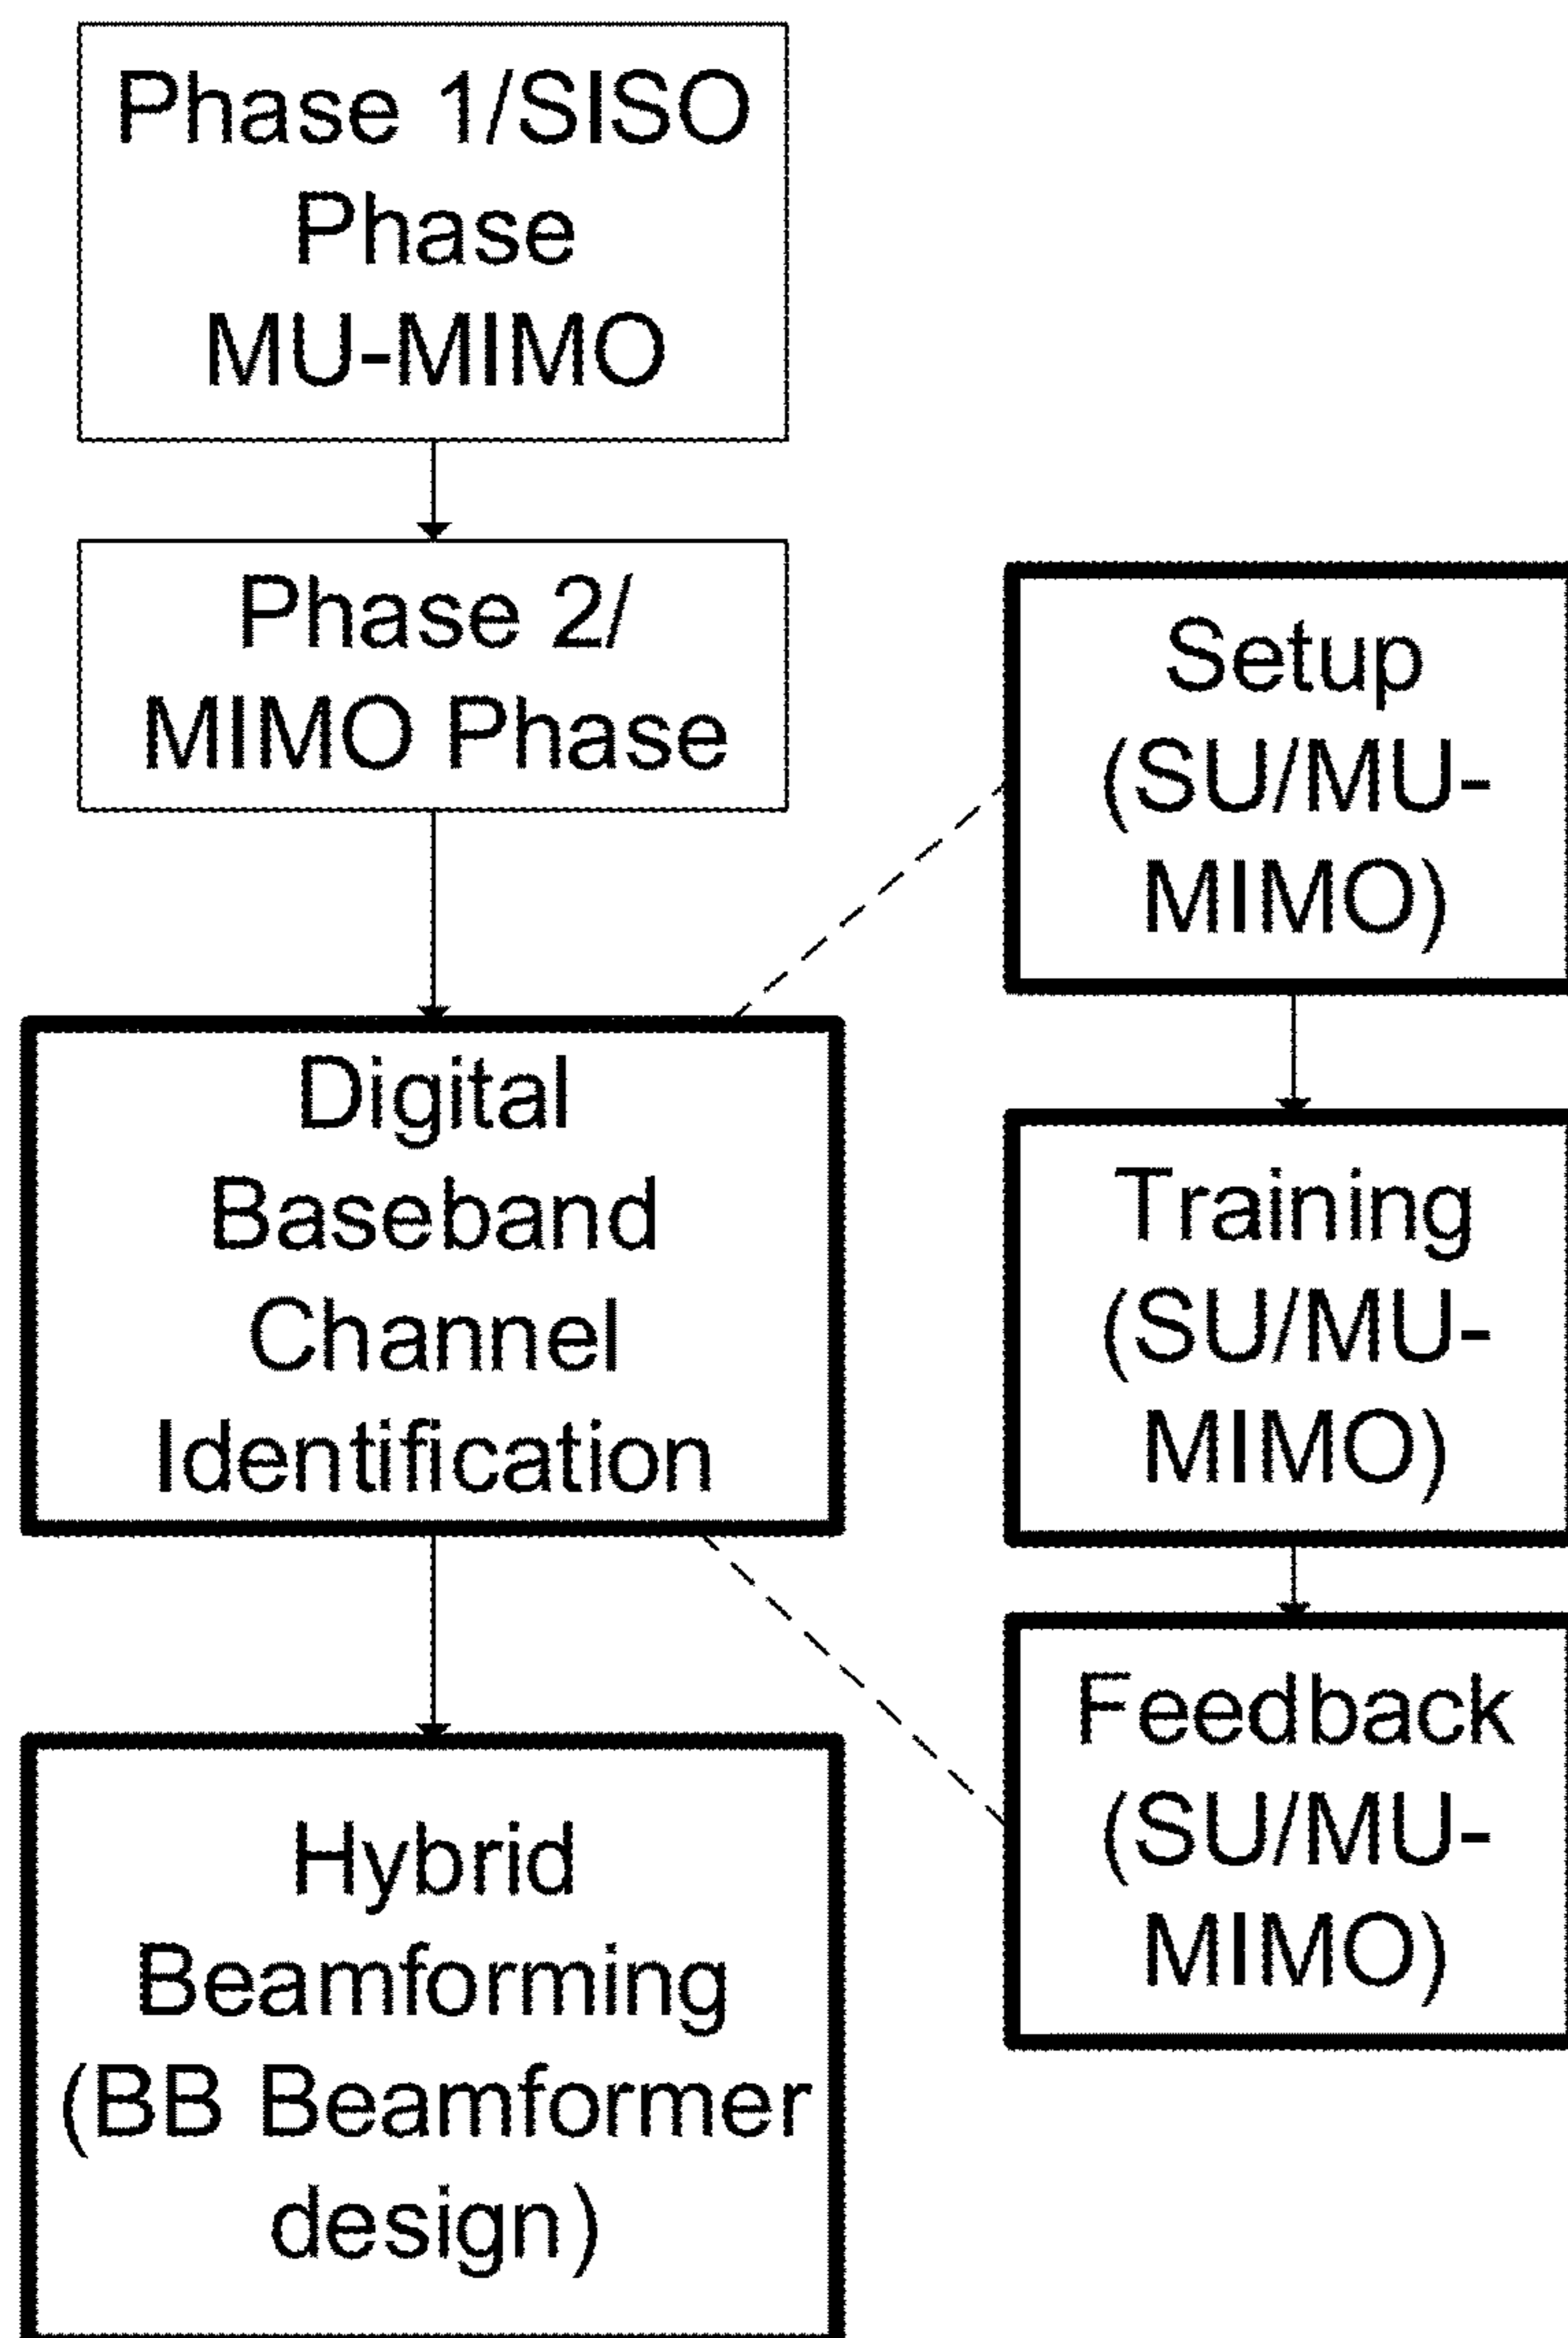 Phase 1/SISO
Phase
MU-MIMO
Phase 2/
MIMO Phase
Digital
Baseband
Channel
Identification
Hybrid
Beamforming
(BB Beamformer
design)
Setup
(SU/MU-
MIMO)
Training
(SU/MU-
MIMO)
Feedback
(SU/MU-
MIMO)